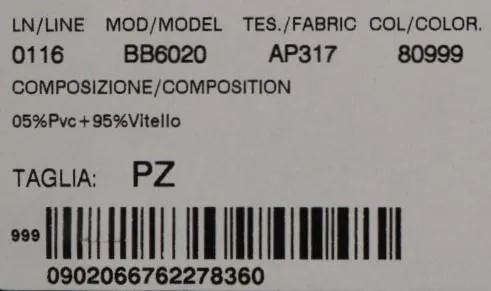 LN/LINE MOD/MODEL TES./FABRIC COL/COLOR.
0116 BB6020 AP317 80999
COMPOSIZIONE/COMPOSITION
05%Pvc+95%Vitello
TAGLIA: PZ
999
0902066762278360